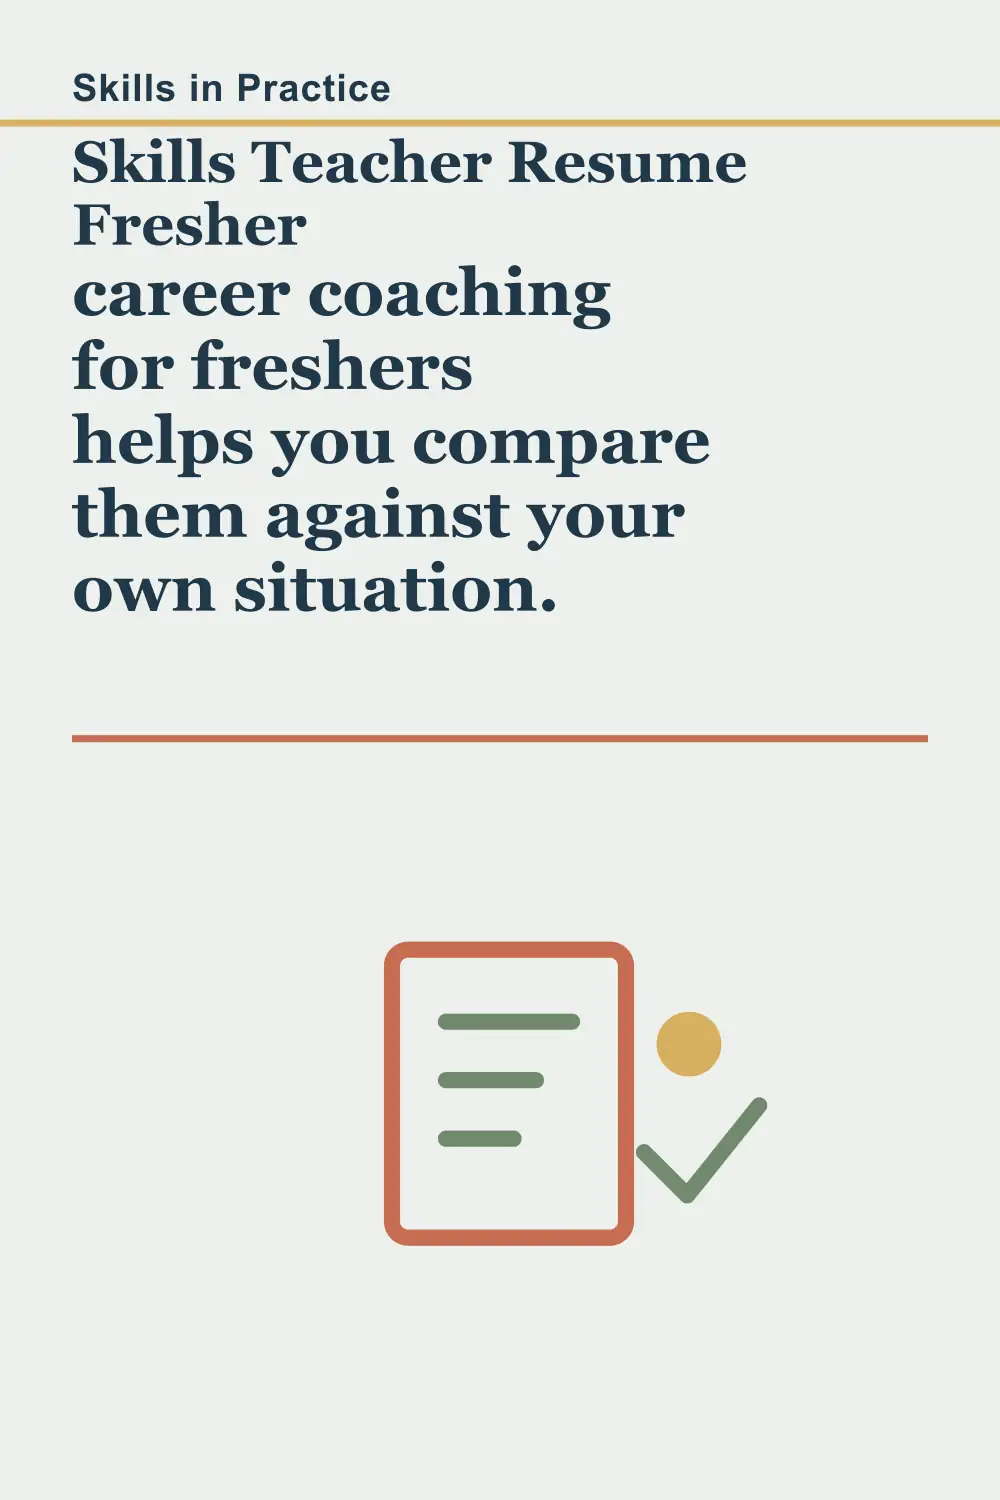 Skills in Practice
Skills Teacher Resume
Fresher
career coaching
for freshers
helps you compare
them against your
own situation.